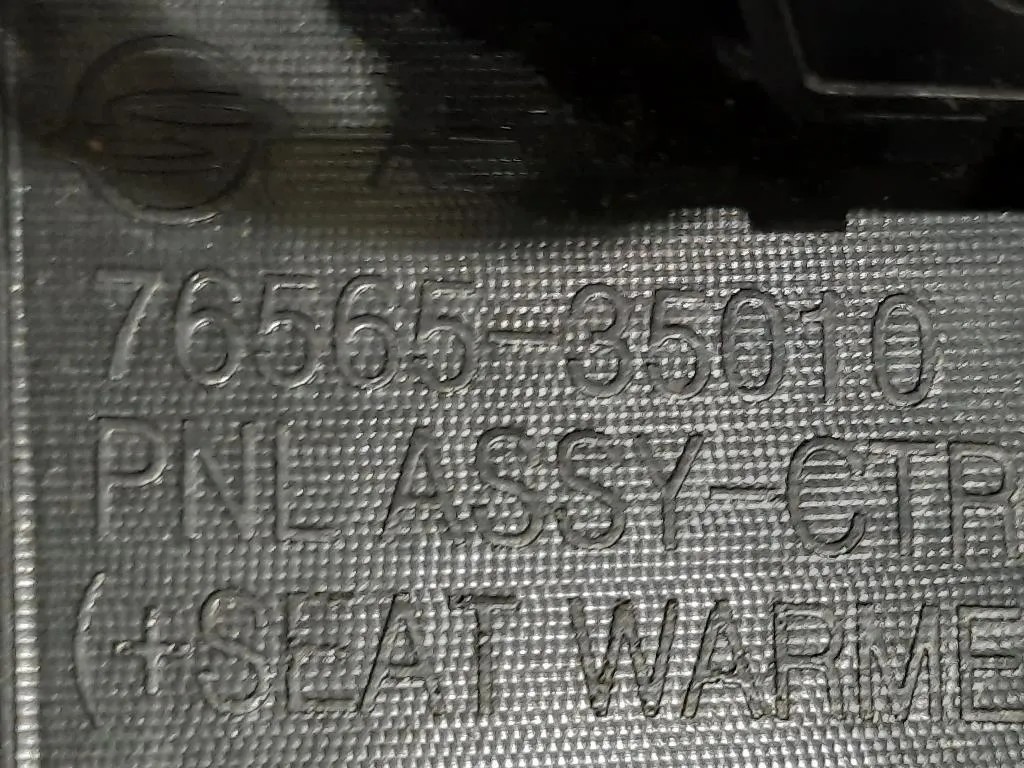 76565-35010
PNL ASSY-CTR
(+SEAT WARME